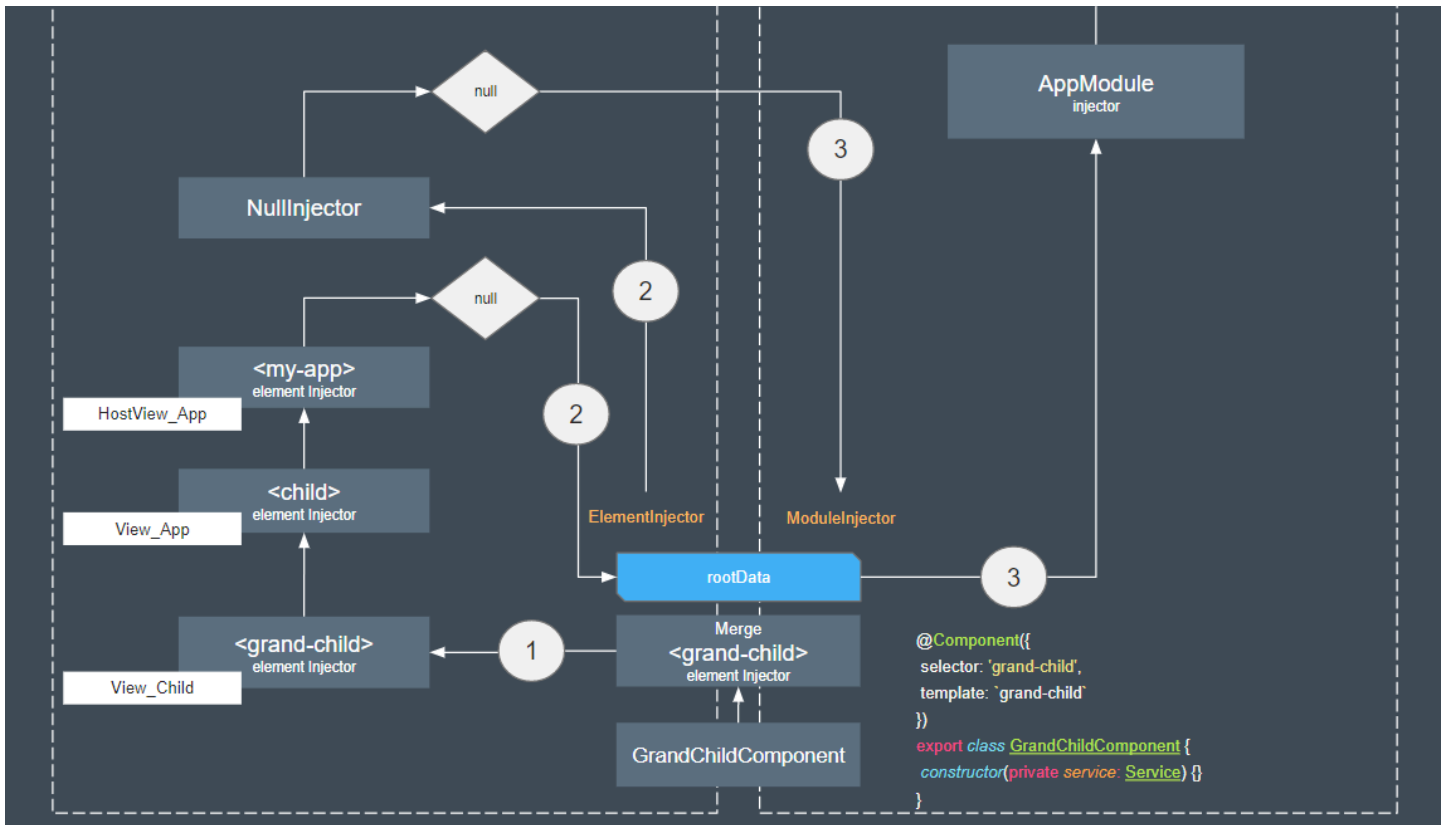 null
3
AppModule
injector
NullInjector
2
null
<my-app>
element Injector
HostView_App
2
<child>
element Injector
View_App
ElementInjector
ModuleInjector
rootData
3
<grand-child>
element Injector
View_Child
1
Merge
<grand-child>
element Injector
GrandChildComponent
@Component({
selector: 'grand-child',
template: `grand-child`
})
export class GrandChildComponent {
constructor(private service: Service) {}
}